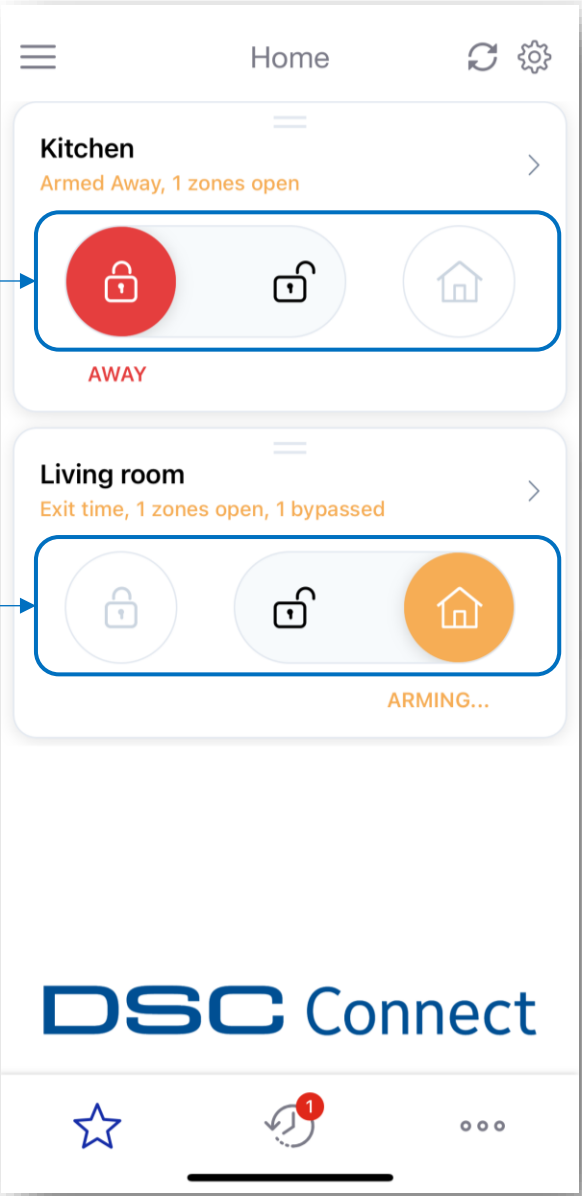 Home
Kitchen
Armed Away, 1 zones open
AWAY
Living room
Exit time, 1 zones open, 1 bypassed
ARMING...
DSC Connect
1